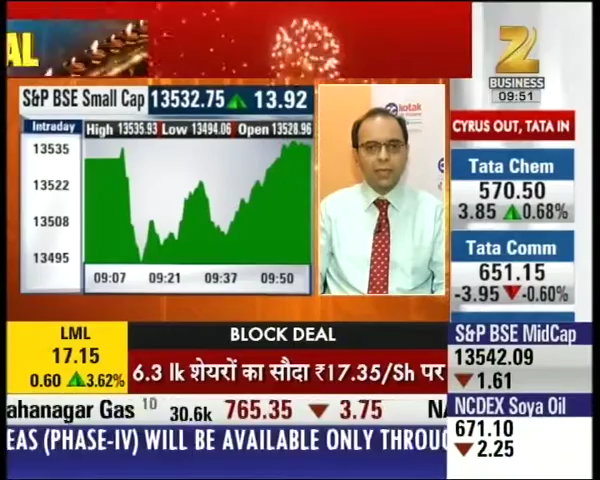 AL
Z
BUSINESS
09:51
S&P BSE Small Cap 13532.75 13.92
Intraday High 13535.93 Low 13494.06 Open 13528.96
13535
13522
13508
13495
09:07 09:21 09:37 09:50
kotak
CYRUS OUT, TATA IN
Tata Chem
570.50
3.85 0.68%
Tata Comm
651.15
-3.95 -0.60%
LML
17.15
0.60 3.62%
BLOCK DEAL
6.3 lk शेयरों का सौदा ₹17.35/Sh पर
S&P BSE MidCap
13542.09
1.61
ahanagar Gas 10 30.6k 765.35 3.75 NA
NCDEX Soya Oil
671.10
2.25
EAS (PHASE-IV) WILL BE AVAILABLE ONLY THROUG